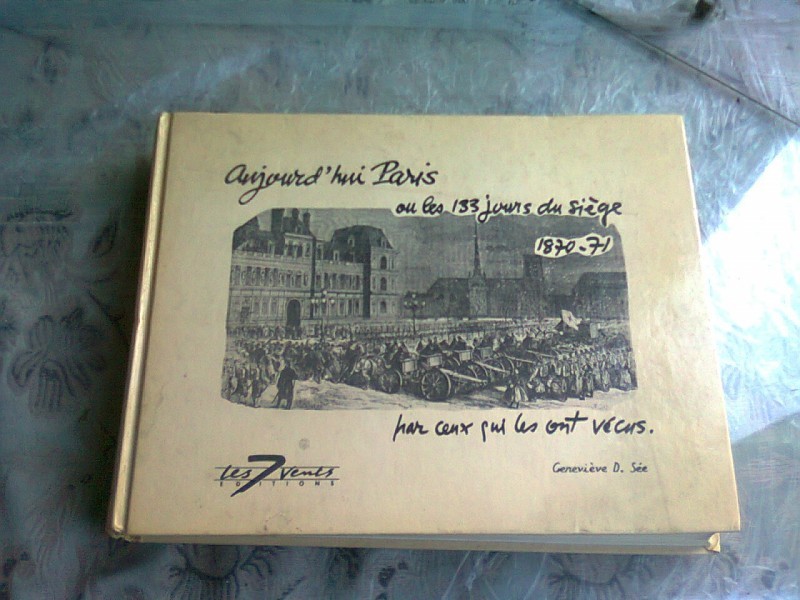 Aujourd'hui Paris
ou les 133 jours du siège
1870-71
par ceux qui les ont vécus.
les 7 vents
EDITIONS
Geneviève D. Sée